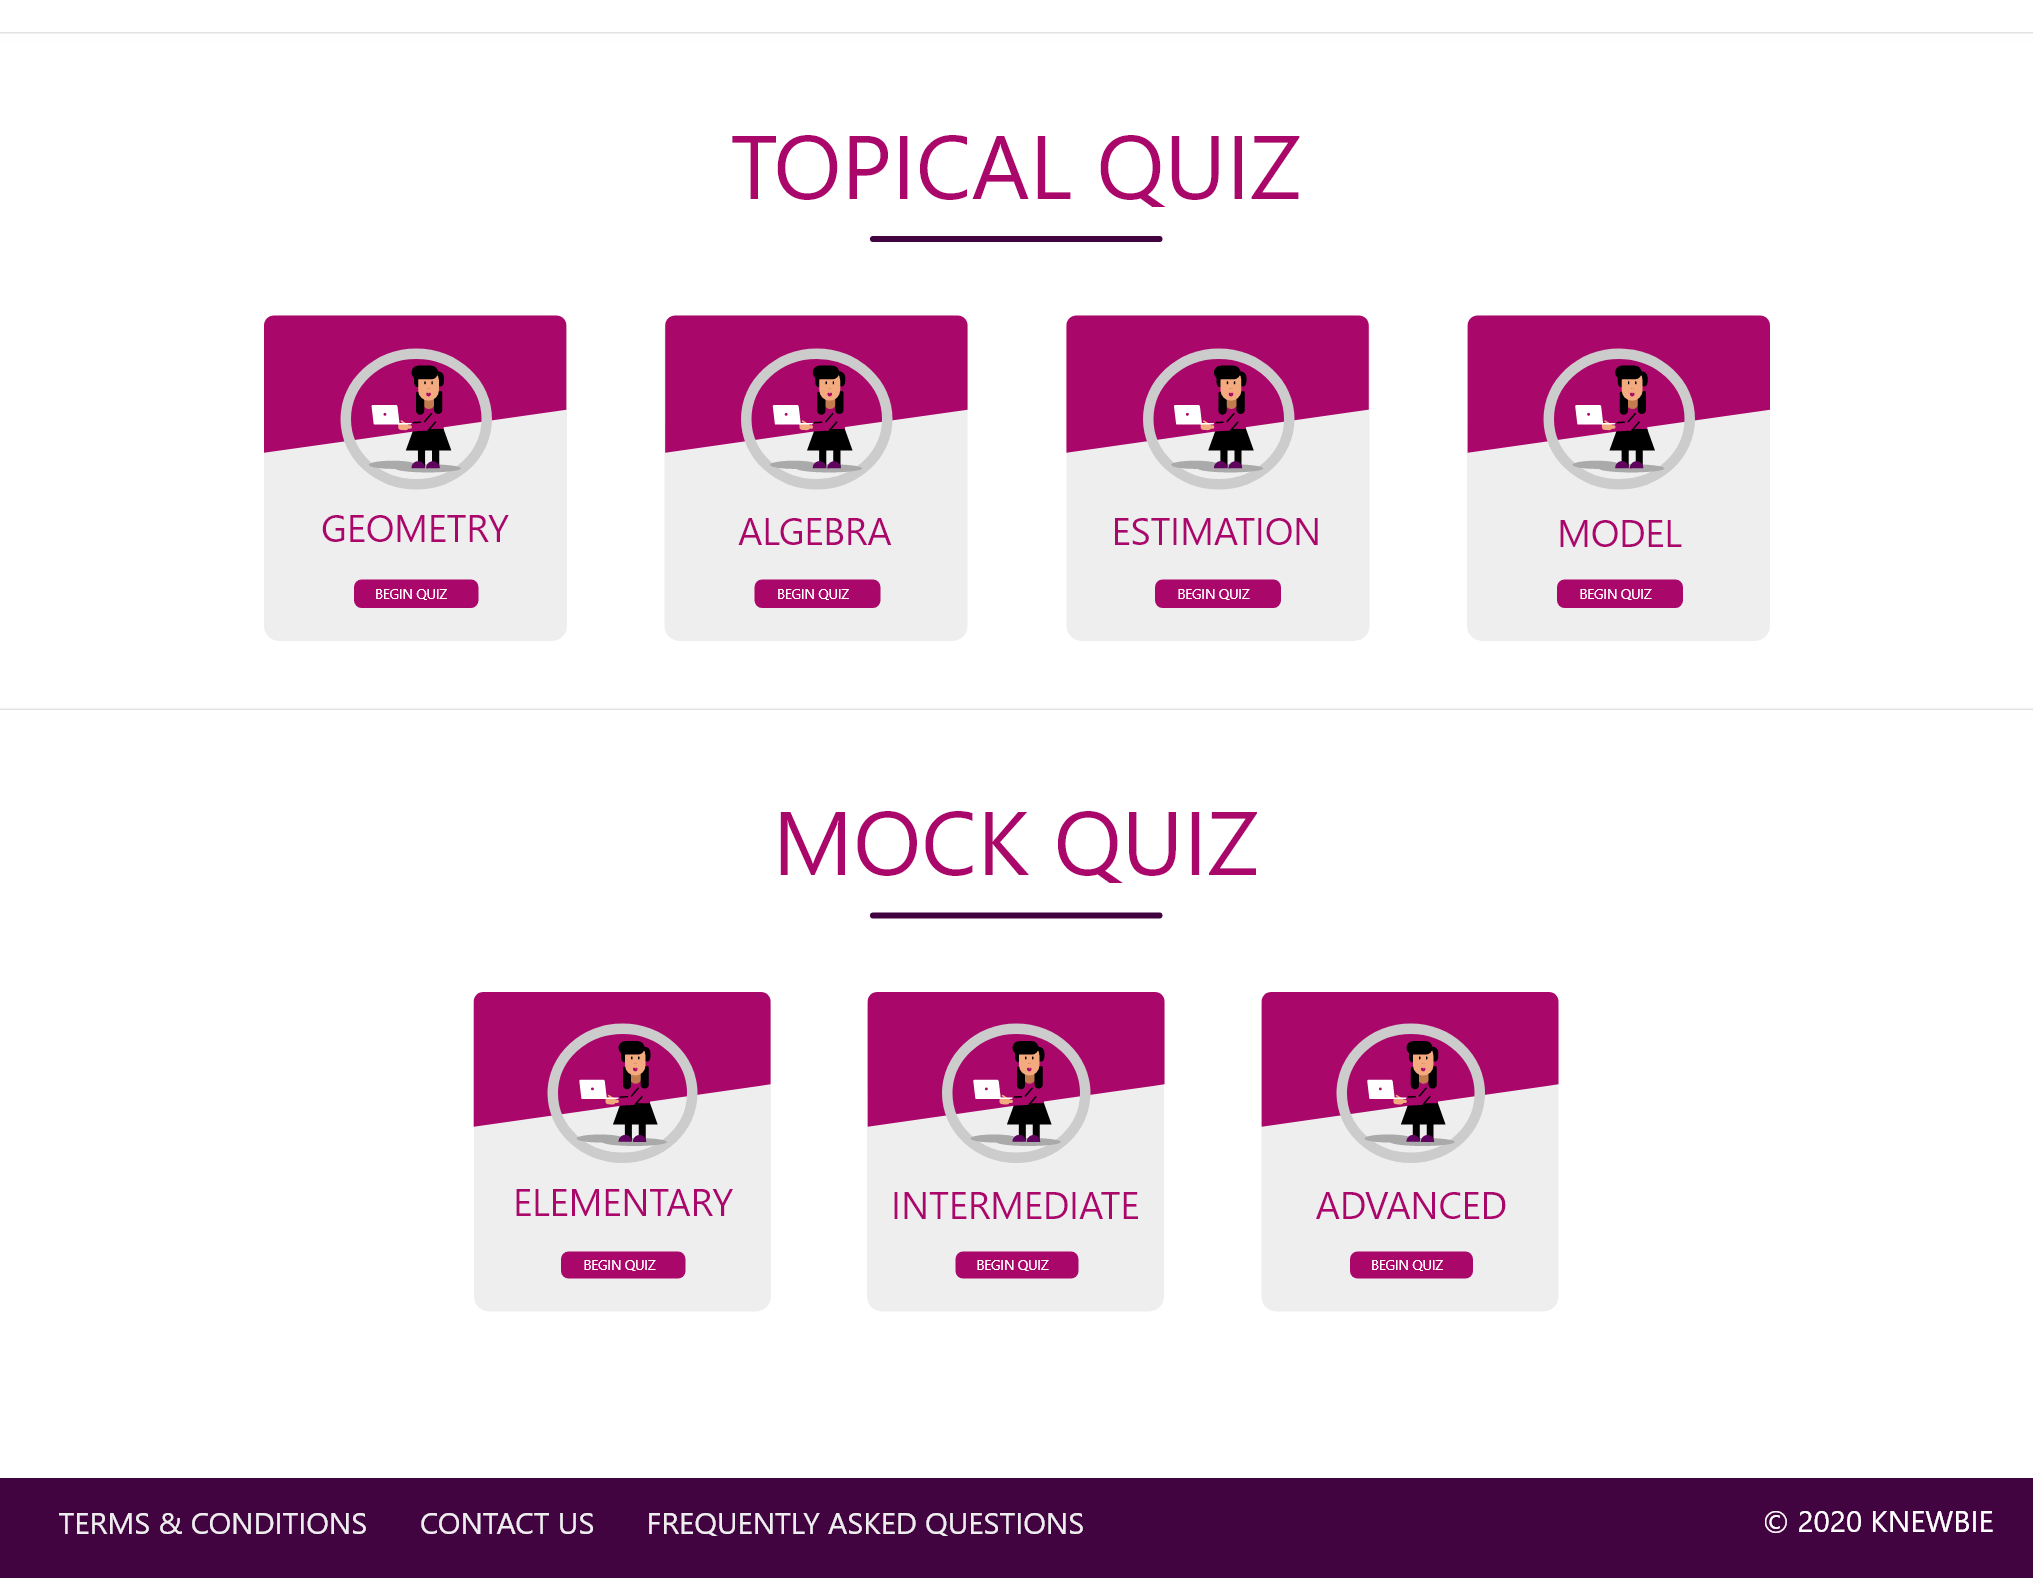 TOPICAL QUIZ
GEOMETRY
BEGIN QUIZ
ALGEBRA
BEGIN QUIZ
ESTIMATION
BEGIN QUIZ
MODEL
BEGIN QUIZ
MOCK QUIZ
ELEMENTARY
BEGIN QUIZ
INTERMEDIATE
BEGIN QUIZ
ADVANCED
BEGIN QUIZ
TERMS & CONDITIONS CONTACT US FREQUENTLY ASKED QUESTIONS © 2020 KNEWBIE